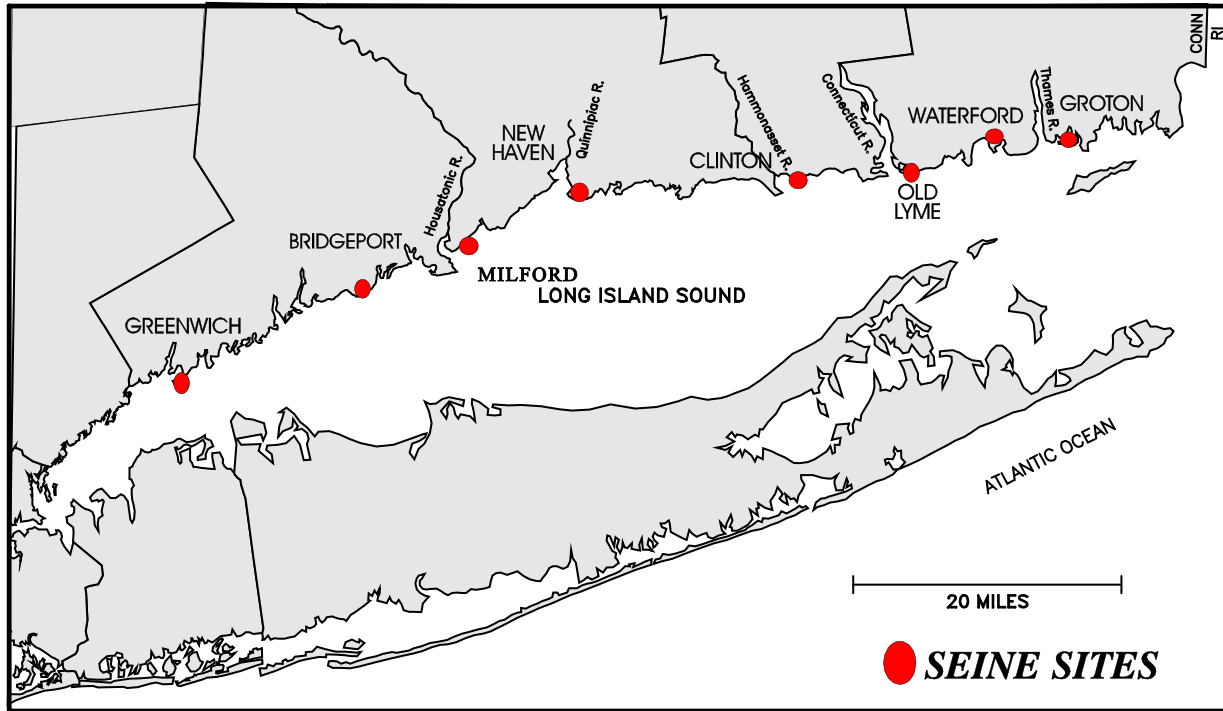 CONN
RI
Thames R.
GROTON
WATERFORD
Hammonasset R.
Connecticut R.
NEW
HAVEN
Quinnipiac R.
CLINTON
Housatonic R.
OLD
LYME
BRIDGEPORT
MILFORD
LONG ISLAND SOUND
GREENWICH
ATLANTIC OCEAN
20 MILES
SEINE SITES